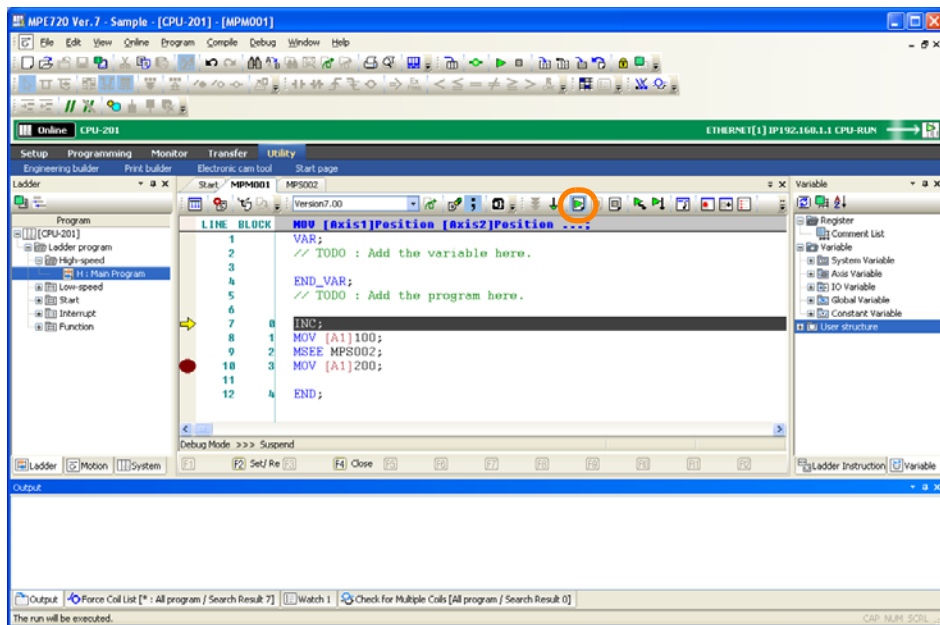 MPE720 Ver.7 - Sample - [CPU-201] - [MPM001]
File Edit View Online Program Compile Debug Window Help
Online CPU-201 ETHERNET[1] IP192.168.1.1 CPU-RUN
Setup Programming Monitor Transfer Utility
Engineering builder Print builder Electronic cam tool Start page
Ladder
Start MPM001 MPS002
Variable
Version7.00
Program
[CPU-201]
Ladder program
High-speed
H : Main Program
Low-speed
Start
Interrupt
Function
LINE BLOCK MOV [Axis1]Position [Axis2]Position ...;
1 VAR;
2 // TODO : Add the variable here.
3
4 END_VAR;
5 // TODO : Add the program here.
6
7 0 INC;
8 1 MOV [A1]100;
9 2 MSEE MPS002;
10 3 MOV [A1]200;
11
12 4 END;
Register
Comment List
Variable
System Variable
Axis Variable
IO Variable
Global Variable
Constant Variable
User structure
Debug Mode >>> Suspend
Ladder Motion System
F1 F2 Set/Re F3 F4 Close F5 F6 F7 F8 F9
Ladder Instruction Variable
Output
Output Force Coil List [* : All program / Search Result 7] Watch 1 Check for Multiple Coils [All program / Search Result 0]
The run will be executed. CAP NUM SCRL